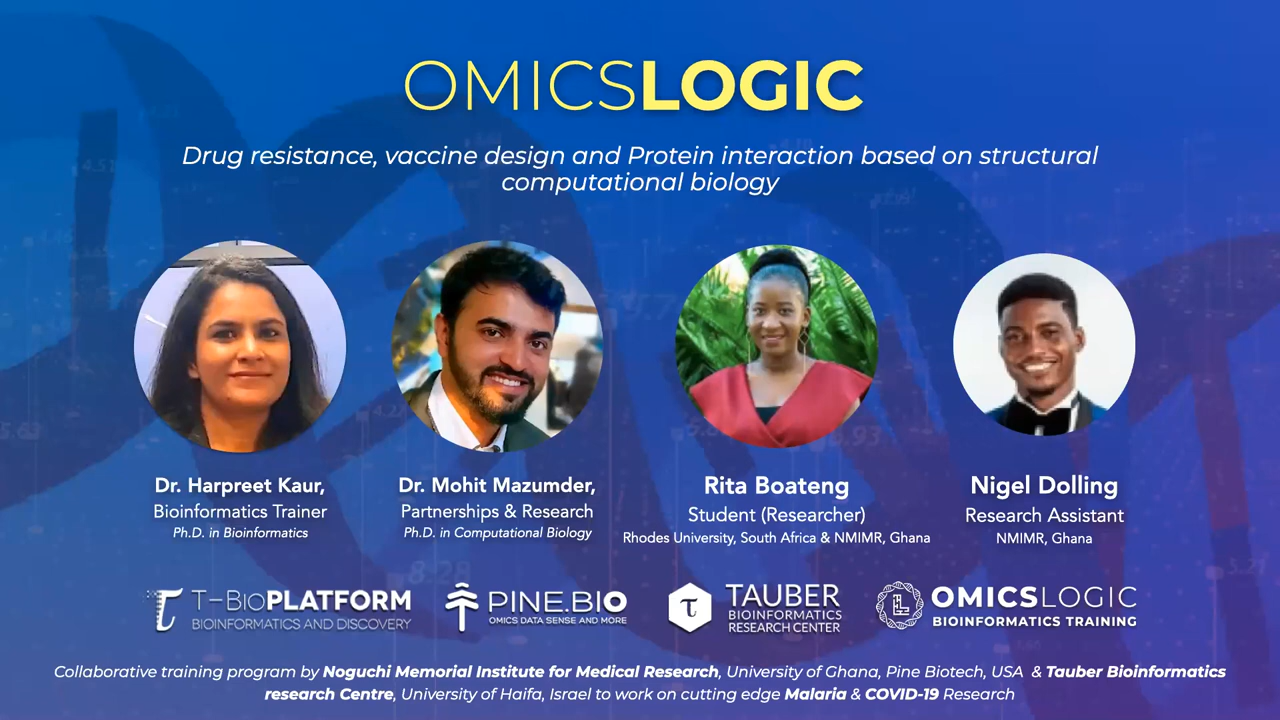 OMICSLOGIC
Drug resistance, vaccine design and Protein interaction based on structural
computational biology
Dr. Harpreet Kaur,
Bioinformatics Trainer
Ph.D. in Bioinformatics
Dr. Mohit Mazumder,
Partnerships & Research
Ph.D. in Computational Biology
Rita Boateng
Student (Researcher)
Rhodes University, South Africa & NMIMR, Ghana
Nigel Dolling
Research Assistant
NMIMR, Ghana
T-BioPLATFORM
BIOINFORMATICS AND DISCOVERY
PINE.BIO
OMICS DATA SENSE AND MORE
TAUBER
BIOINFORMATICS
RESEARCH CENTER
OMICSLOGIC
BIOINFORMATICS TRAINING
Collaborative training program by Noguchi Memorial Institute for Medical Research, University of Ghana, Pine Biotech, USA & Tauber Bioinformatics
research Centre, University of Haifa, Israel to work on cutting edge Malaria & COVID-19 Research